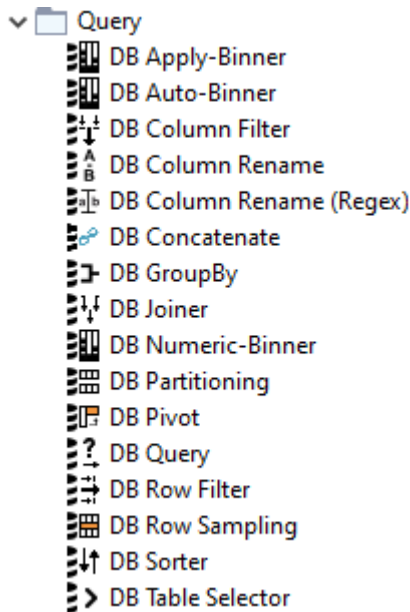 Query
DB Apply-Binner
DB Auto-Binner
DB Column Filter
DB Column Rename
DB Column Rename (Regex)
DB Concatenate
DB GroupBy
DB Joiner
DB Numeric-Binner
DB Partitioning
DB Pivot
DB Query
DB Row Filter
DB Row Sampling
DB Sorter
DB Table Selector